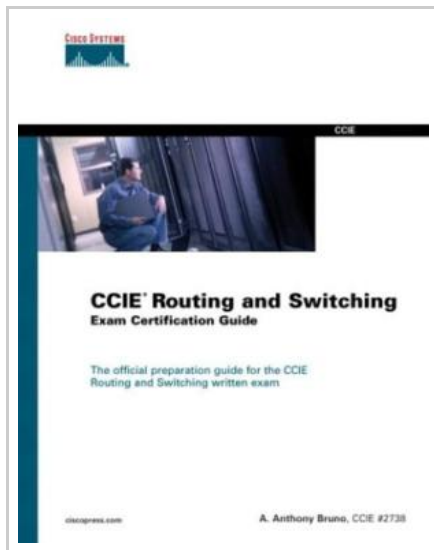 CISCO SYSTEMS
CCIE
CCIE® Routing and Switching
Exam Certification Guide
The official preparation guide for the CCIE
Routing and Switching written exam
ciscopress.com
A. Anthony Bruno, CCIE #2738